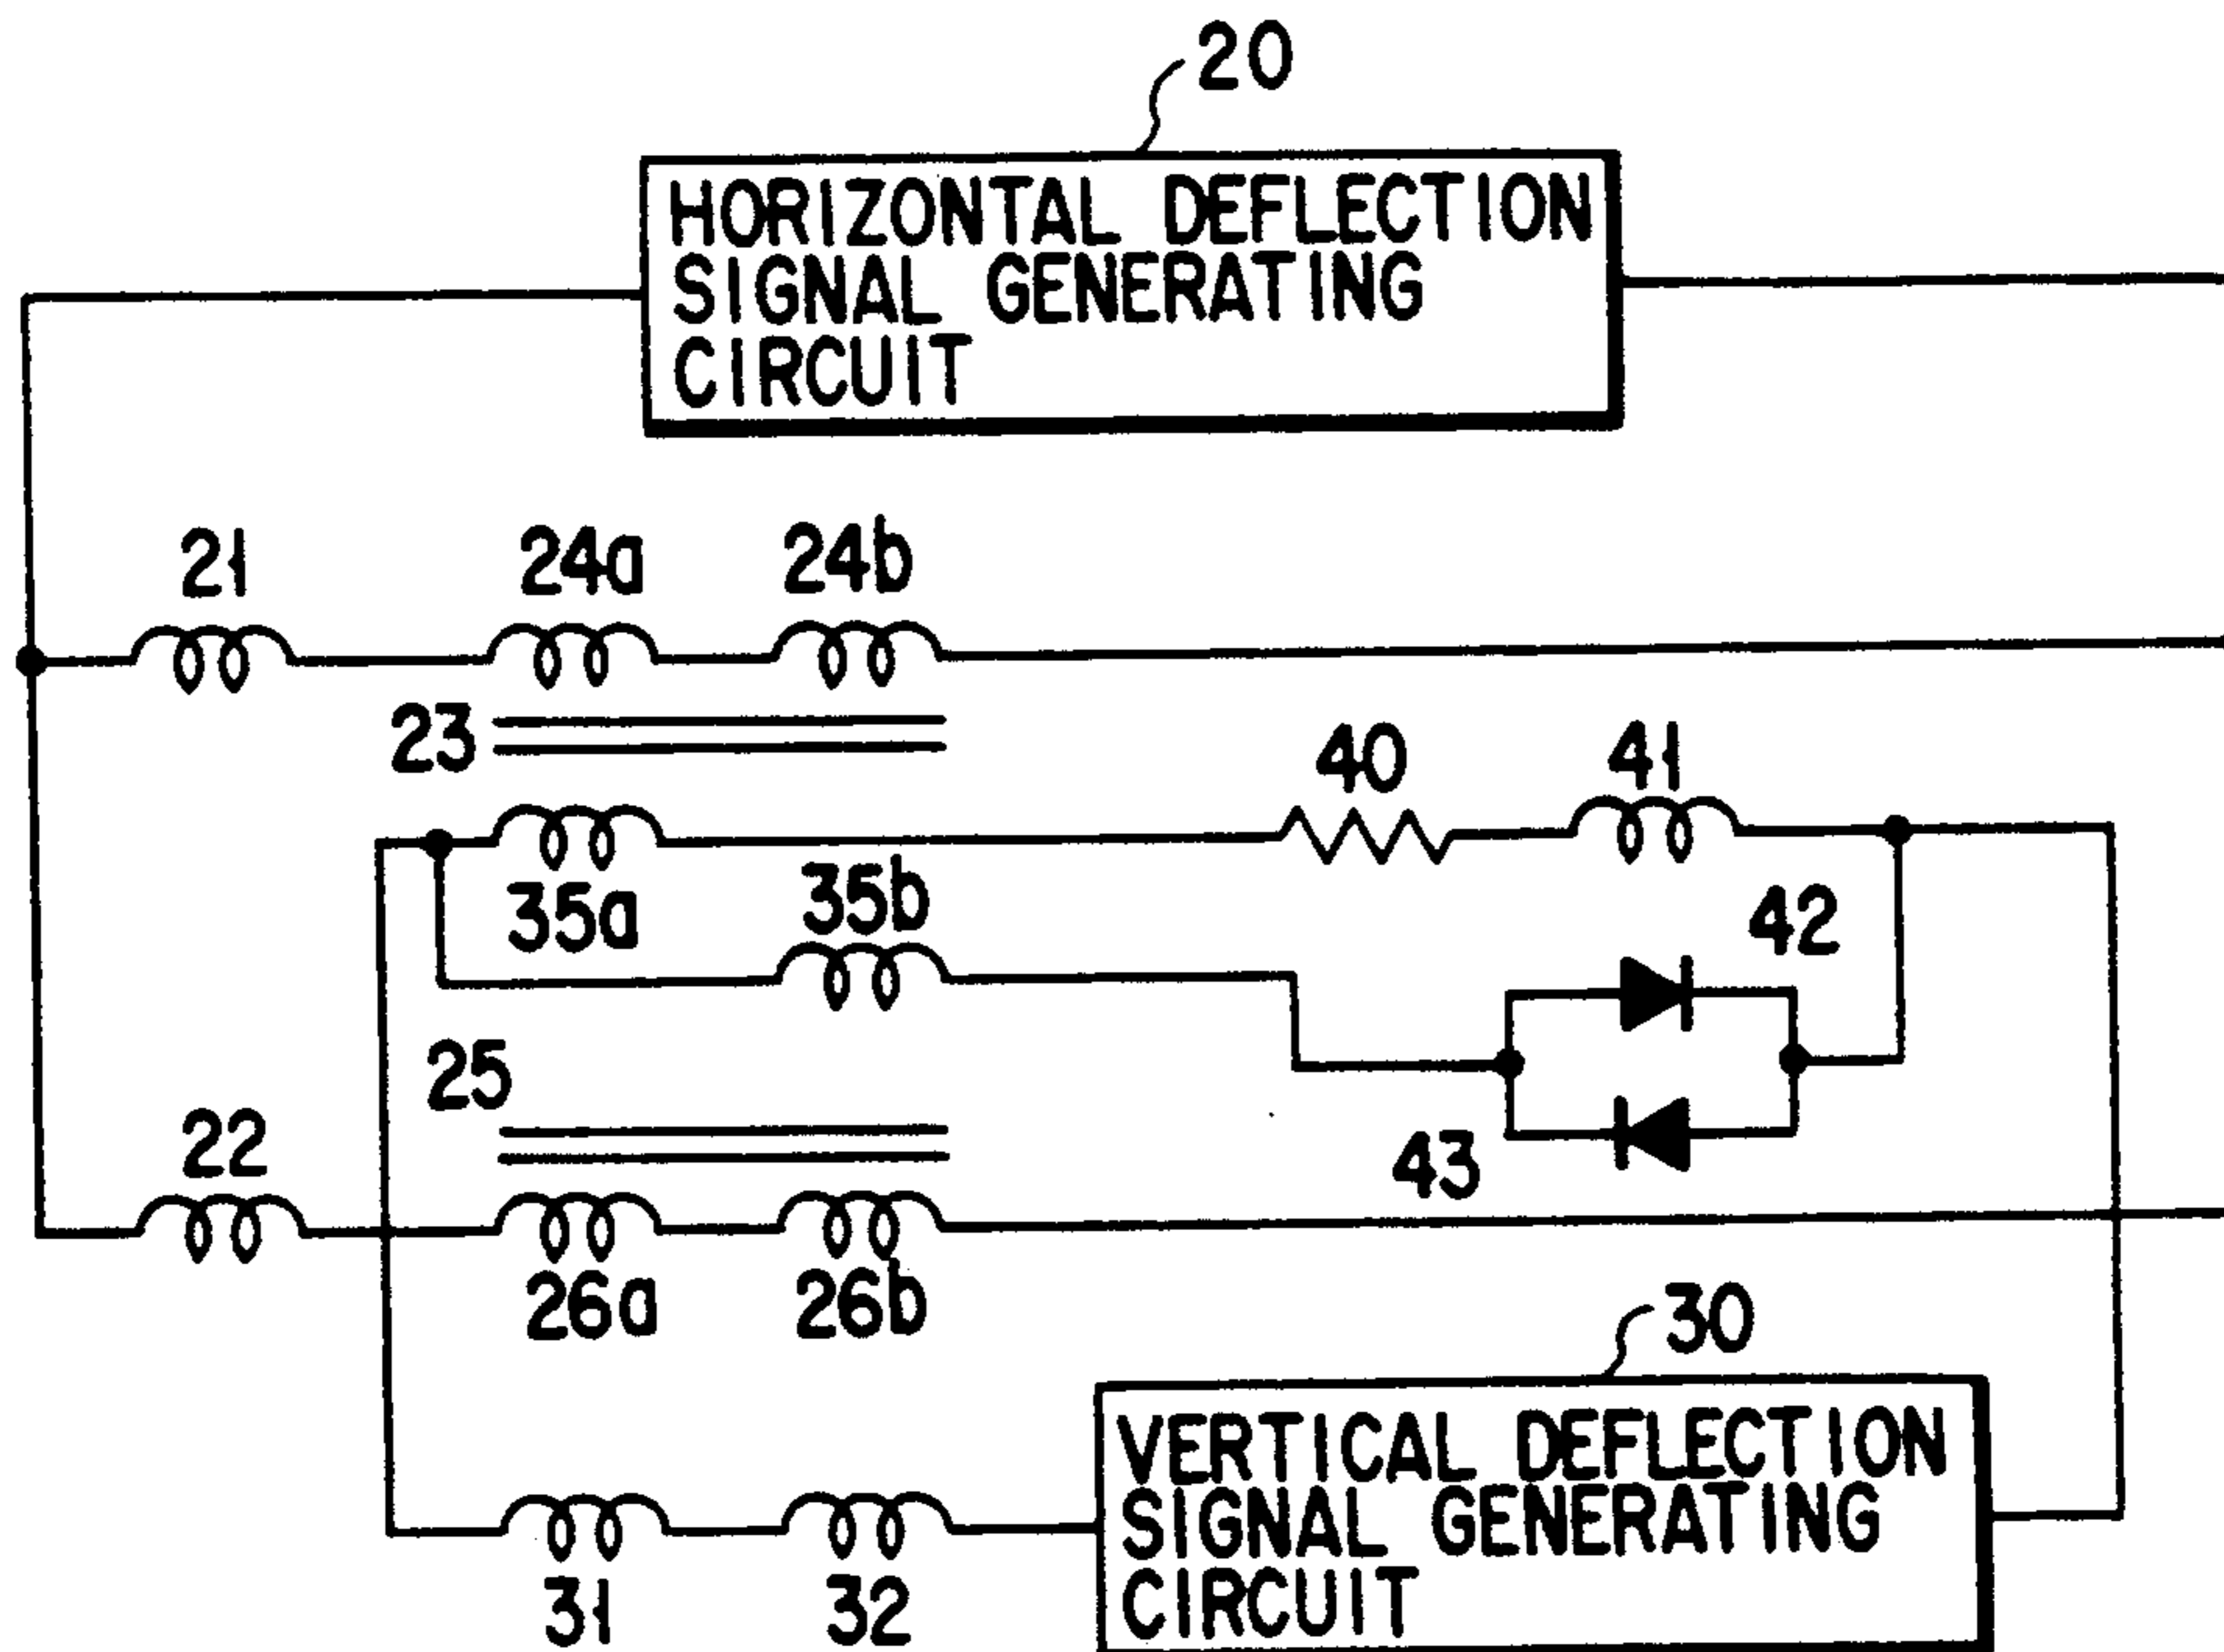 20
HORIZONTAL DEFLECTION
SIGNAL GENERATING
CIRCUIT
21
24a
24b
23
40
41
35a
35b
42
25
43
22
26a
26b
30
VERTICAL DEFLECTION
SIGNAL GENERATING
CIRCUIT
31
32